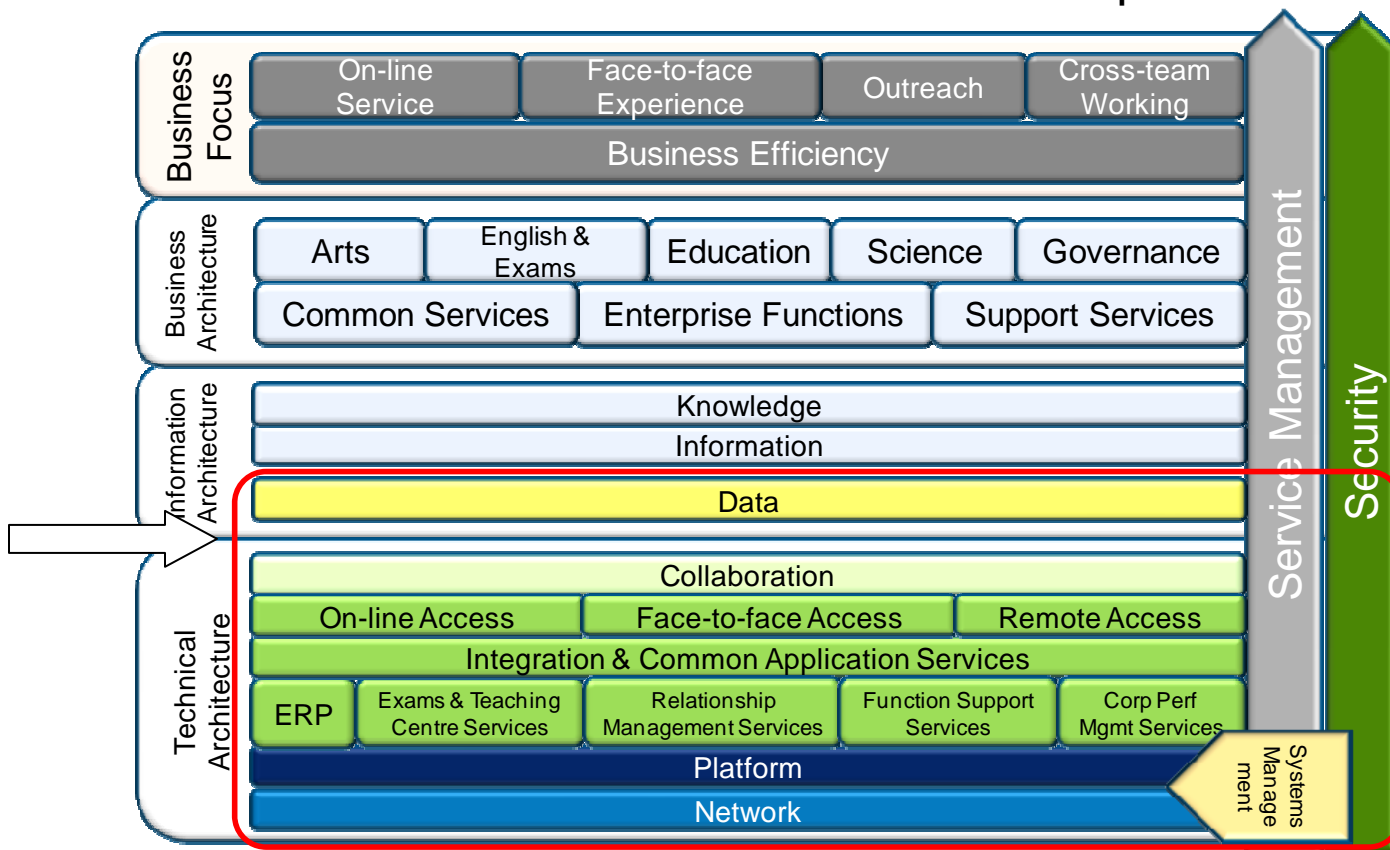 Business
Focus
On-line
Service
Face-to-face
Experience
Outreach
Cross-team
Working
Business Efficiency
Business
Architecture
Arts
English &
Exams
Education
Science
Governance
Common Services
Enterprise Functions
Support Services
Information
Architecture
Knowledge
Information
Data
Technical
Architecture
Collaboration
On-line Access
Face-to-face Access
Remote Access
Integration & Common Application Services
ERP
Exams & Teaching
Centre Services
Relationship
Management Services
Function Support
Services
Corp Perf
Mgmt Services
Platform
Network
Service Management
Security
Systems
Manage
ment